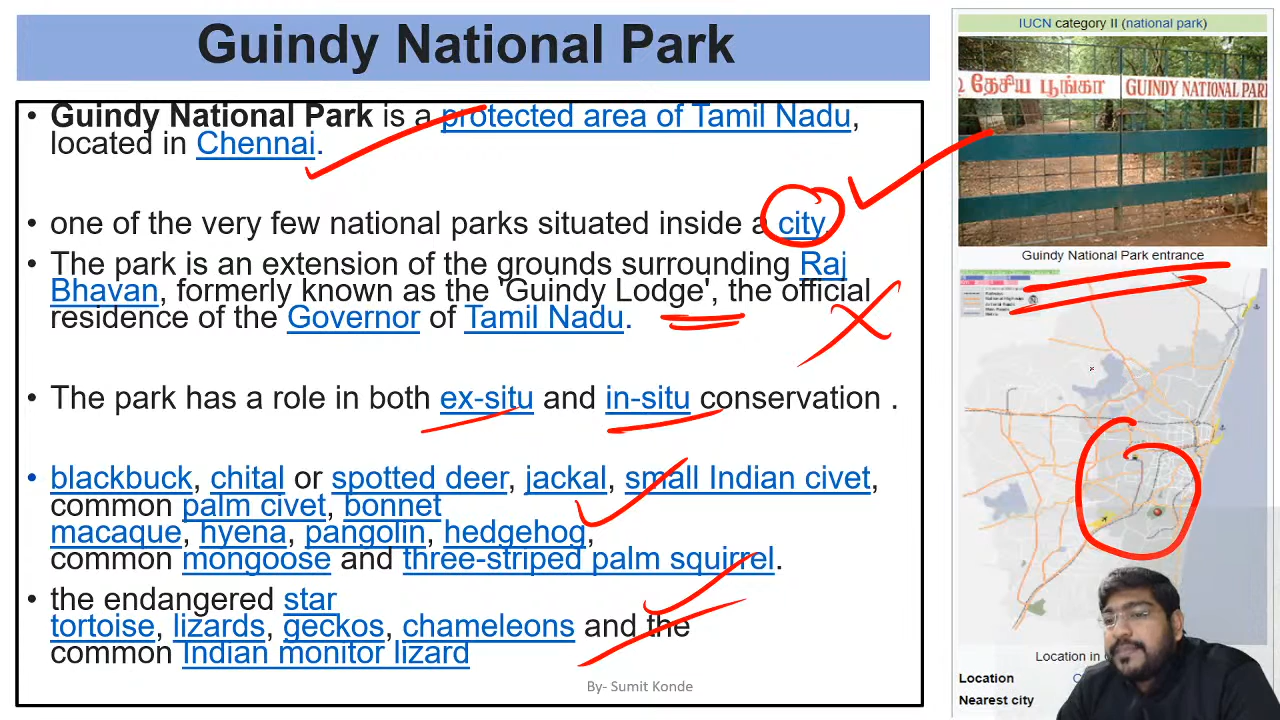 Guindy National Park
• Guindy National Park is a protected area of Tamil Nadu,
located in Chennai.
• one of the very few national parks situated inside a city.
• The park is an extension of the grounds surrounding Raj
Bhavan, formerly known as the 'Guindy Lodge', the official
residence of the Governor of Tamil Nadu.
• The park has a role in both ex-situ and in-situ conservation .
• blackbuck, chital or spotted deer, jackal, small Indian civet,
common palm civet, bonnet
macaque, hyena, pangolin, hedgehog,
common mongoose and three-striped palm squirrel.
• the endangered star
tortoise, lizards, geckos, chameleons and the
common Indian monitor lizard
By- Sumit Konde
IUCN category II (national park)
தேசிய பூங்கா GUINDY NATIONAL PARK
Guindy National Park entrance
Location in
Location
Nearest city